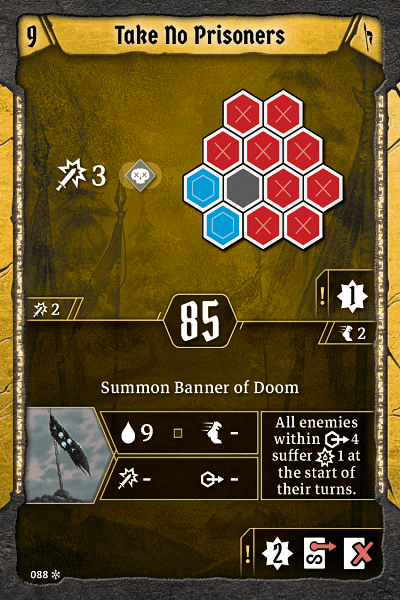 9
Take No Prisoners
3
1
2
85
2
Summon Banner of Doom
9
-
-
-
All enemies
within 4
suffer 1 at
the start of
their turns.
! 2
088